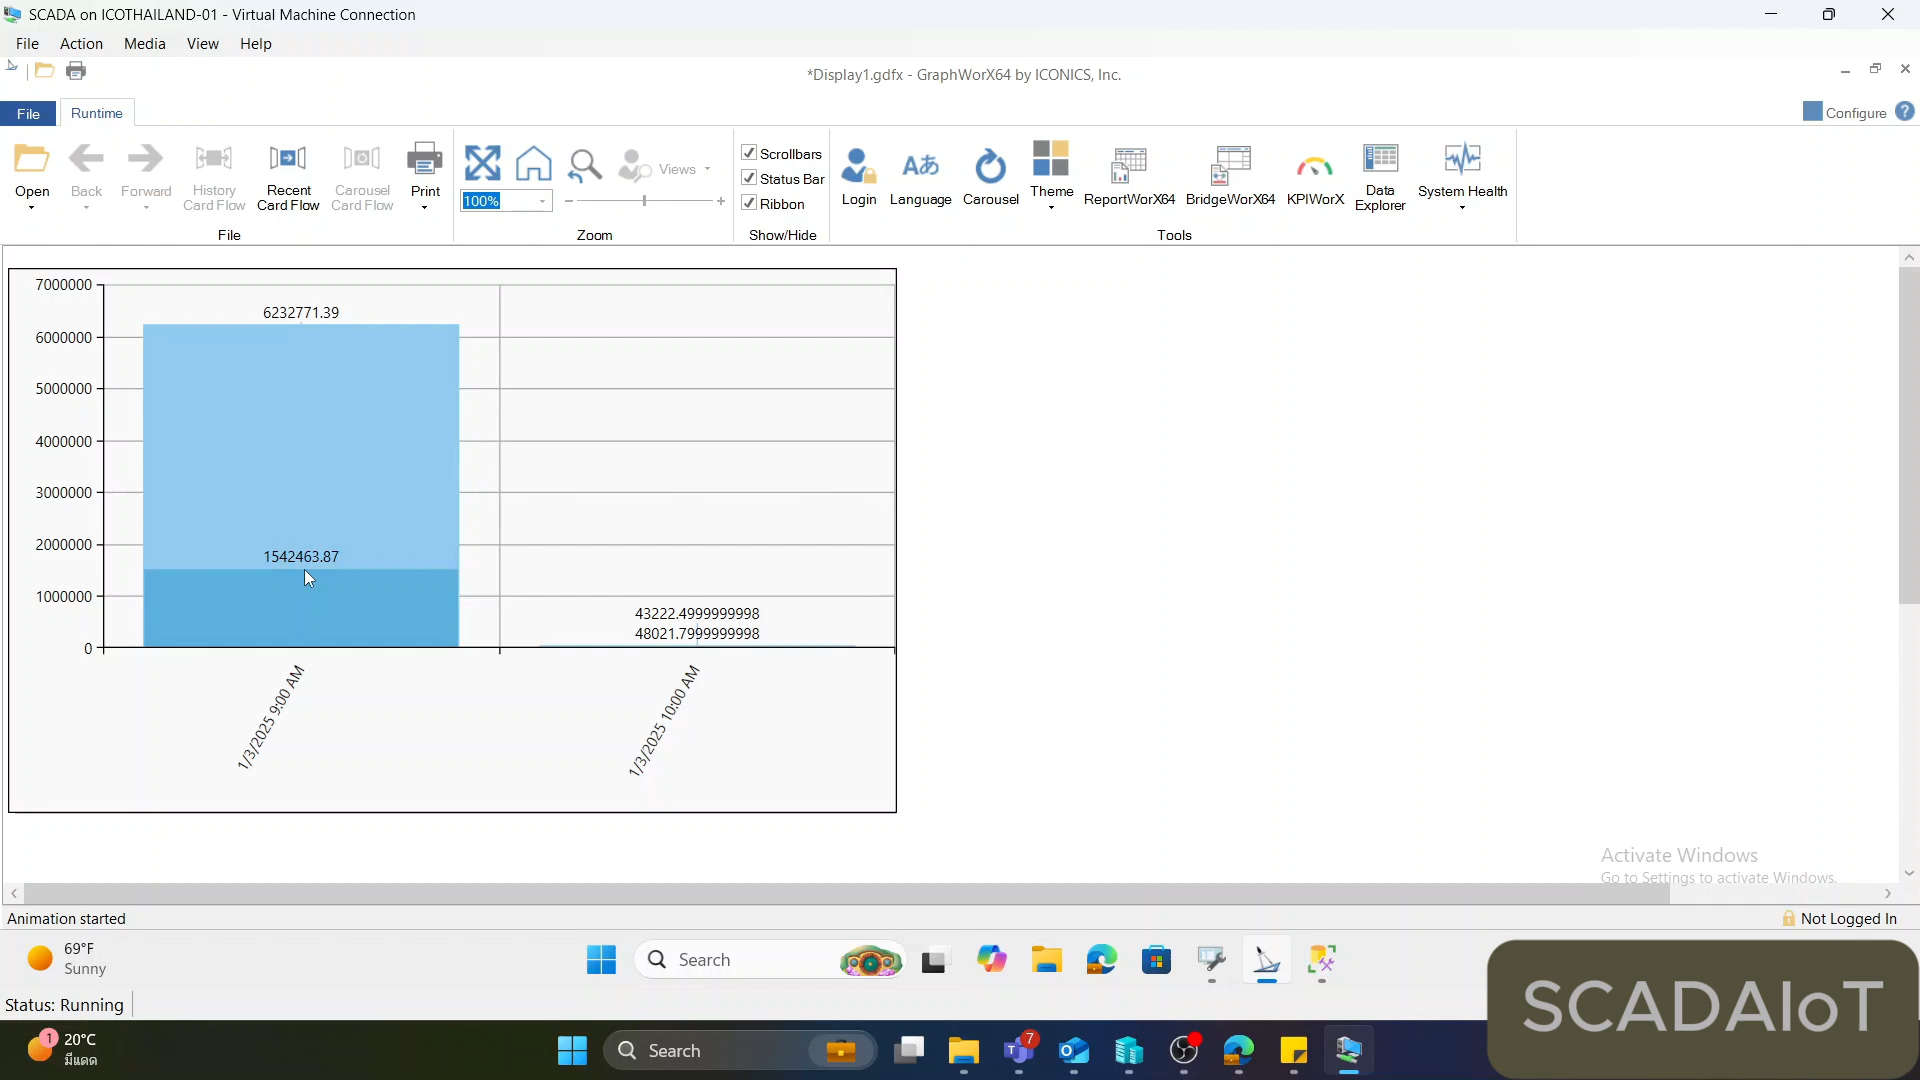 SCADA on ICOTHAILAND-01 - Virtual Machine Connection
File Action Media View Help
*Display1.gdfx - GraphWorX64 by ICONICS, Inc.
File Runtime Configure
Open Back Forward History Card Flow Recent Card Flow Carousel Card Flow Print
100%
Views
Scrollbars
Status Bar
Ribbon
Login Language Carousel Theme ReportWorX64 BridgeWorX64 KPIWorX Data Explorer System Health
File Zoom Show/Hide Tools
7000000
6232771.39
6000000
5000000
4000000
3000000
2000000
1542463.87
1000000
43222.4999999998
48021.7999999998
0
1/3/2025 9:00 AM
1/3/2025 10:00 AM
Activate Windows
Go to Settings to activate Windows.
Animation started
Not Logged In
69°F
Sunny
Search
Status: Running
SCADAIoT
1
20°C
มีแดด
Search
7